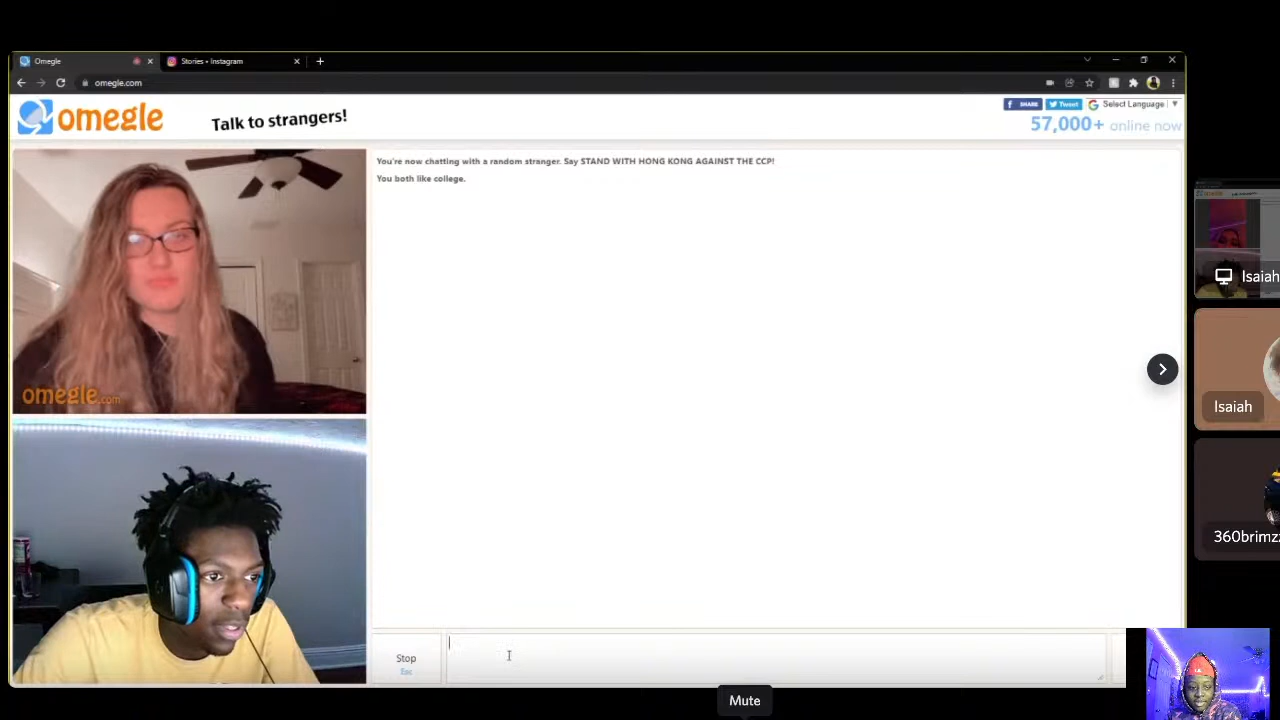 Omegle
Stories • Instagram
omegle.com
omegle
Talk to strangers!
SHARE
Tweet
Select Language
57,000+ online now
You're now chatting with a random stranger. Say STAND WITH HONG KONG AGAINST THE CCP!
You both like college.
omegle.com
Isaiah
Isaiah
360brimz
Stop
Esc
Mute